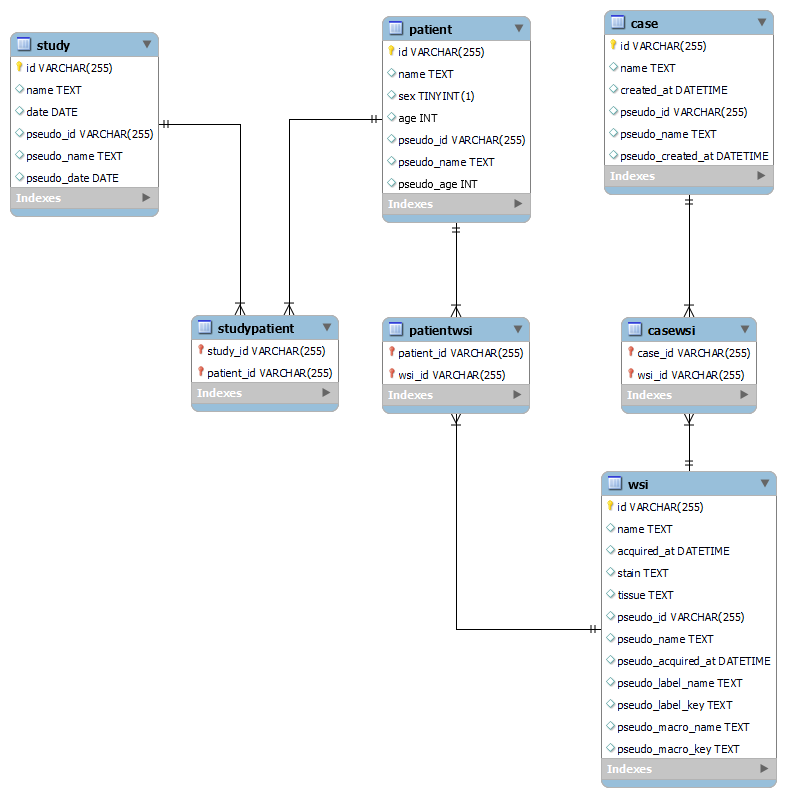 study
id VARCHAR(255)
name TEXT
date DATE
pseudo_id VARCHAR(255)
pseudo_name TEXT
pseudo_date DATE
Indexes
patient
id VARCHAR(255)
name TEXT
sex TINYINT(1)
age INT
pseudo_id VARCHAR(255)
pseudo_name TEXT
pseudo_age INT
Indexes
case
id VARCHAR(255)
name TEXT
created_at DATETIME
pseudo_id VARCHAR(255)
pseudo_name TEXT
pseudo_created_at DATETIME
Indexes
studypatient
study_id VARCHAR(255)
patient_id VARCHAR(255)
Indexes
patientwsi
patient_id VARCHAR(255)
wsi_id VARCHAR(255)
Indexes
casewsi
case_id VARCHAR(255)
wsi_id VARCHAR(255)
Indexes
wsi
id VARCHAR(255)
name TEXT
acquired_at DATETIME
stain TEXT
tissue TEXT
pseudo_id VARCHAR(255)
pseudo_name TEXT
pseudo_acquired_at DATETIME
pseudo_label_name TEXT
pseudo_label_key TEXT
pseudo_macro_name TEXT
pseudo_macro_key TEXT
Indexes